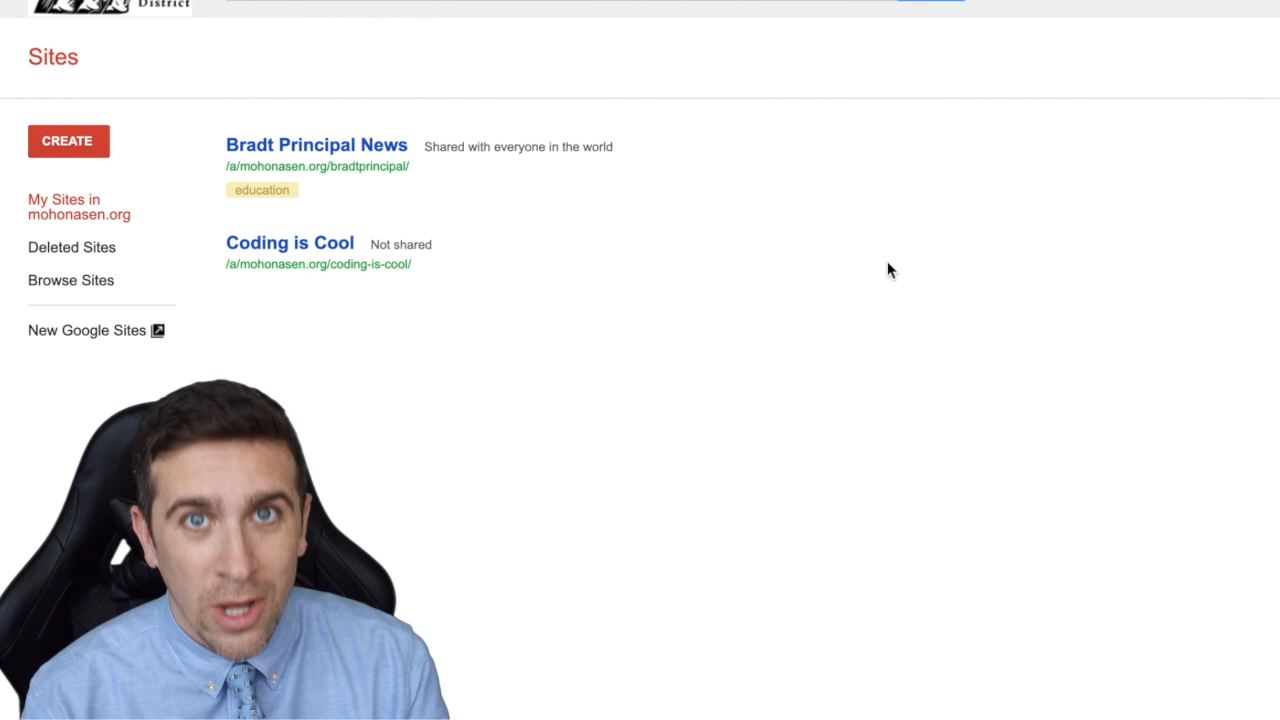 District
Sites
CREATE
My Sites in
mohonasen.org
Deleted Sites
Browse Sites
New Google Sites
Bradt Principal News Shared with everyone in the world
/a/mohonasen.org/bradtprincipal/
education
Coding is Cool Not shared
/a/mohonasen.org/coding-is-cool/